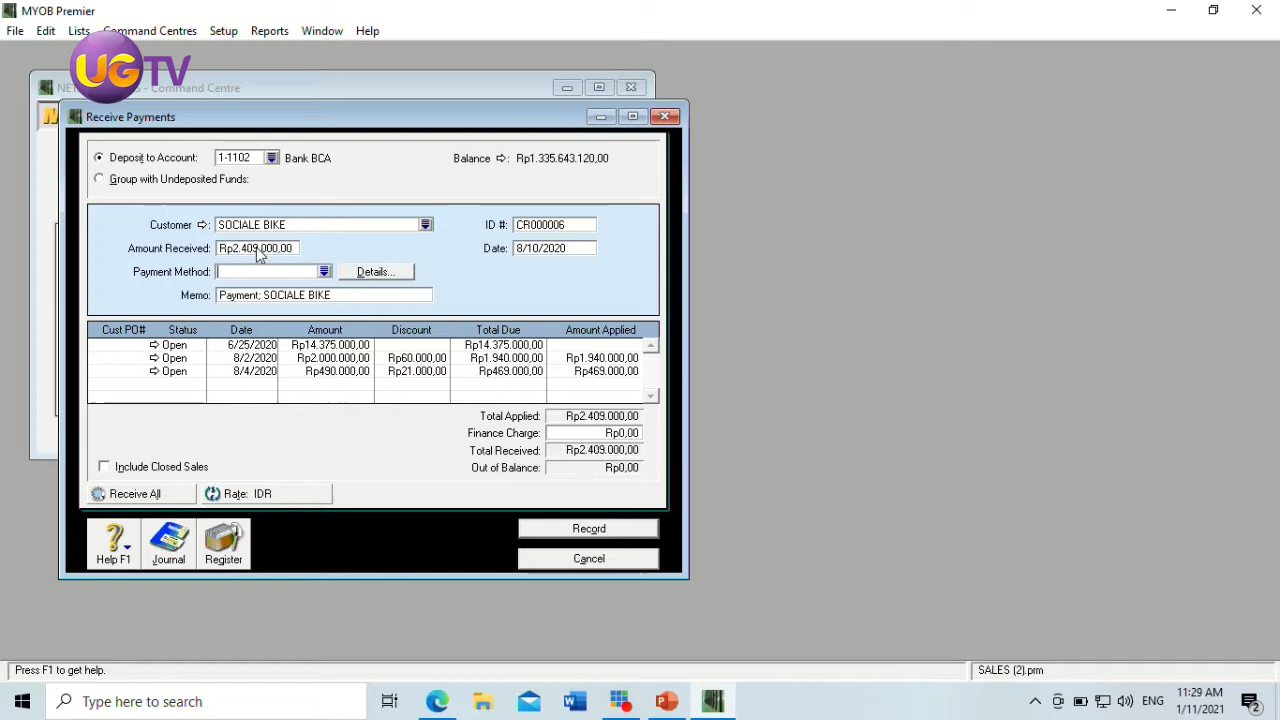 MYOB Premier
File Edit Lists Command Centres Setup Reports Window Help
UGTV
- Command Centre
Receive Payments
Deposit to Account: 1-1102 Bank BCA Balance Rp1.335.643.120,00
Group with Undeposited Funds:
Customer : SOCIALE BIKE ID #: CR000006
Amount Received: Rp2.409.000,00 Date: 8/10/2020
Payment Method: Details...
Memo: Payment; SOCIALE BIKE
Cust PO# Status Date Amount Discount Total Due Amount Applied
Open 6/25/2020 Rp14.375.000,00 Rp14.375.000,00
Open 8/2/2020 Rp2.000.000,00 Rp60.000,00 Rp1.940.000,00 Rp1.940.000,00
Open 8/4/2020 Rp490.000,00 Rp21.000,00 Rp469.000,00 Rp469.000,00
Total Applied: Rp2.409.000,00
Finance Charge: Rp0,00
Total Received: Rp2.409.000,00
Include Closed Sales Out of Balance: Rp0,00
Receive All Rate: IDR
Record
Help F1 Journal Register Cancel
Press F1 to get help. SALES (2).prm
Type here to search ENG 11:29 AM
1/11/2021 2